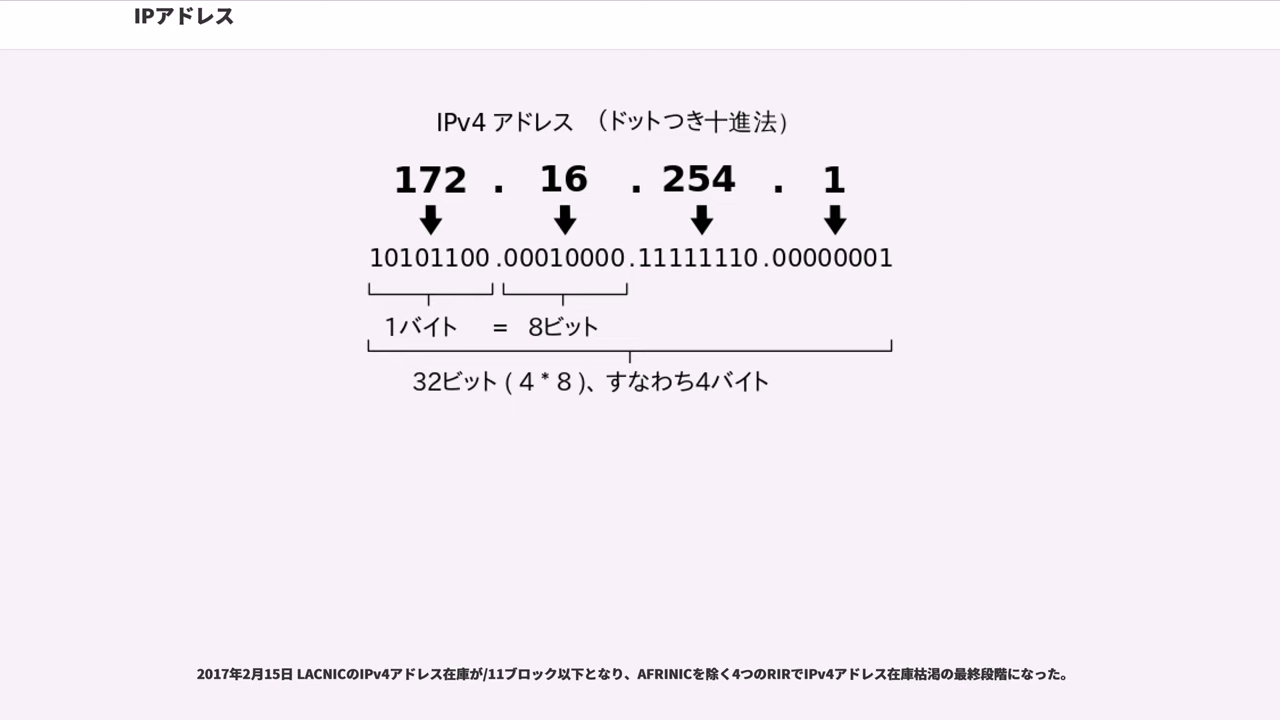 IPアドレス
IPv4 アドレス （ドットつき十進法）
172 . 16 . 254 . 1
10101100 .00010000 .11111110 .00000001
1バイト = 8ビット
32ビット ( 4 * 8 )、すなわち4バイト
2017年2月15日 LACNICのIPv4アドレス在庫が/11ブロック以下となり、AFRINICを除く4つのRIRでIPv4アドレス在庫枯渇の最終段階になった。